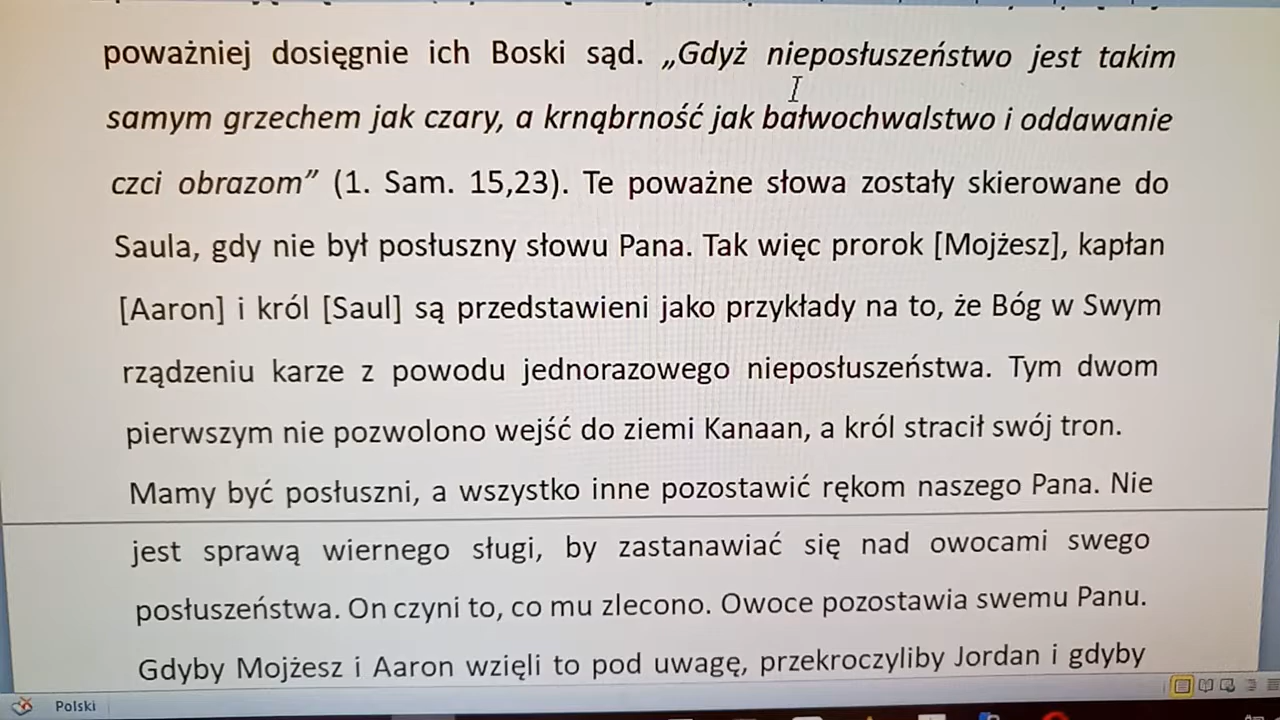 poważniej dosięgnie ich Boski sąd. „Gdyż nieposłuszeństwo jest takim
samym grzechem jak czary, a krnąbrność jak bałwochwalstwo i oddawanie
czci obrazom” (1. Sam. 15,23). Te poważne słowa zostały skierowane do
Saula, gdy nie był posłuszny słowu Pana. Tak więc prorok [Mojżesz], kapłan
[Aaron] i król [Saul] są przedstawieni jako przykłady na to, że Bóg w Swym
rządzeniu karze z powodu jednorazowego nieposłuszeństwa. Tym dwom
pierwszym nie pozwolono wejść do ziemi Kanaan, a król stracił swój tron.
Mamy być posłuszni, a wszystko inne pozostawić rękom naszego Pana. Nie
jest sprawą wiernego sługi, by zastanawiać się nad owocami swego
posłuszeństwa. On czyni to, co mu zlecono. Owoce pozostawia swemu Panu.
Gdyby Mojżesz i Aaron wzięli to pod uwagę, przekroczyliby Jordan i gdyby
Polski